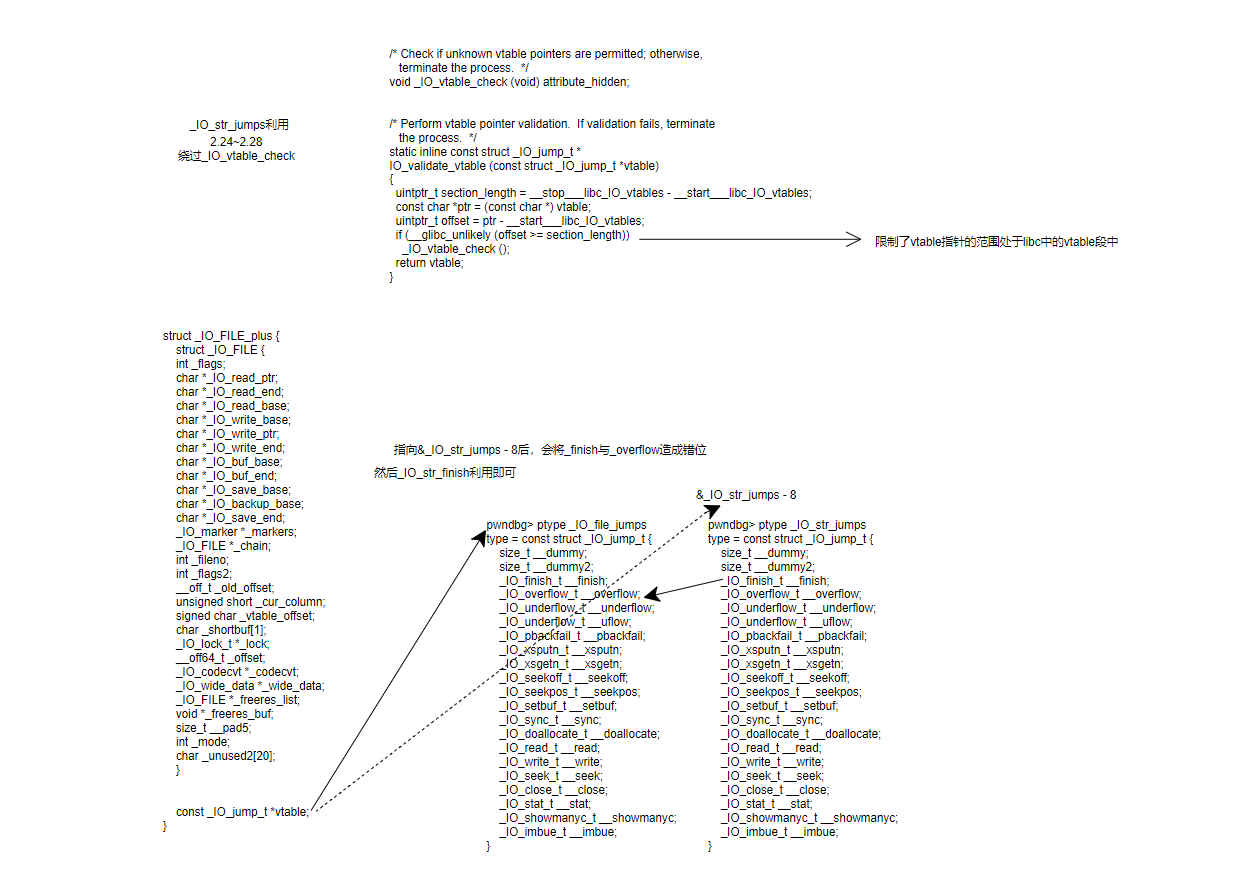 /* Check if unknown vtable pointers are permitted; otherwise,
terminate the process.  */
void _IO_vtable_check (void) attribute_hidden;
_IO_str_jumps利用
2.24~2.28
绕过_IO_vtable_check
/* Perform vtable pointer validation.  If validation fails, terminate
the process.  */
static inline const struct _IO_jump_t *
IO_validate_vtable (const struct _IO_jump_t *vtable)
{
uintptr_t section_length = __stop___libc_IO_vtables - __start___libc_IO_vtables;
const char *ptr = (const char *) vtable;
uintptr_t offset = ptr - __start___libc_IO_vtables;
if (__glibc_unlikely (offset >= section_length))
_IO_vtable_check ();
return vtable;
}
限制了vtable指针的范围处于libc中的vtable段中
struct _IO_FILE_plus {
struct _IO_FILE {
int _flags;
char *_IO_read_ptr;
char *_IO_read_end;
char *_IO_read_base;
char *_IO_write_base;
char *_IO_write_ptr;
char *_IO_write_end;
char *_IO_buf_base;
char *_IO_buf_end;
char *_IO_save_base;
char *_IO_backup_base;
char *_IO_save_end;
_IO_marker *_markers;
_IO_FILE *_chain;
int _fileno;
int _flags2;
__off_t _old_offset;
unsigned short _cur_column;
signed char _vtable_offset;
char _shortbuf[1];
_IO_lock_t *_lock;
__off64_t _offset;
_IO_codecvt *_codecvt;
_IO_wide_data *_wide_data;
_IO_FILE *_freeres_list;
void *_freeres_buf;
size_t __pad5;
int _mode;
char _unused2[20];
}
const _IO_jump_t *vtable;
}
指向&_IO_str_jumps - 8后，会将_finish与_overflow造成错位
然后_IO_str_finish利用即可
pwndbg> ptype _IO_file_jumps
type = const struct _IO_jump_t {
size_t __dummy;
size_t __dummy2;
_IO_finish_t __finish;
_IO_overflow_t __overflow;
_IO_underflow_t __underflow;
_IO_underflow_t __uflow;
_IO_pbackfail_t __pbackfail;
_IO_xsputn_t __xsputn;
_IO_xsgetn_t __xsgetn;
_IO_seekoff_t __seekoff;
_IO_seekpos_t __seekpos;
_IO_setbuf_t __setbuf;
_IO_sync_t __sync;
_IO_doallocate_t __doallocate;
_IO_read_t __read;
_IO_write_t __write;
_IO_seek_t __seek;
_IO_close_t __close;
_IO_stat_t __stat;
_IO_showmanyc_t __showmanyc;
_IO_imbue_t __imbue;
}
&_IO_str_jumps - 8
pwndbg> ptype _IO_str_jumps
type = const struct _IO_jump_t {
size_t __dummy;
size_t __dummy2;
_IO_finish_t __finish;
_IO_overflow_t __overflow;
_IO_underflow_t __underflow;
_IO_underflow_t __uflow;
_IO_pbackfail_t __pbackfail;
_IO_xsputn_t __xsputn;
_IO_xsgetn_t __xsgetn;
_IO_seekoff_t __seekoff;
_IO_seekpos_t __seekpos;
_IO_setbuf_t __setbuf;
_IO_sync_t __sync;
_IO_doallocate_t __doallocate;
_IO_read_t __read;
_IO_write_t __write;
_IO_seek_t __seek;
_IO_close_t __close;
_IO_stat_t __stat;
_IO_showmanyc_t __showmanyc;
_IO_imbue_t __imbue;
}